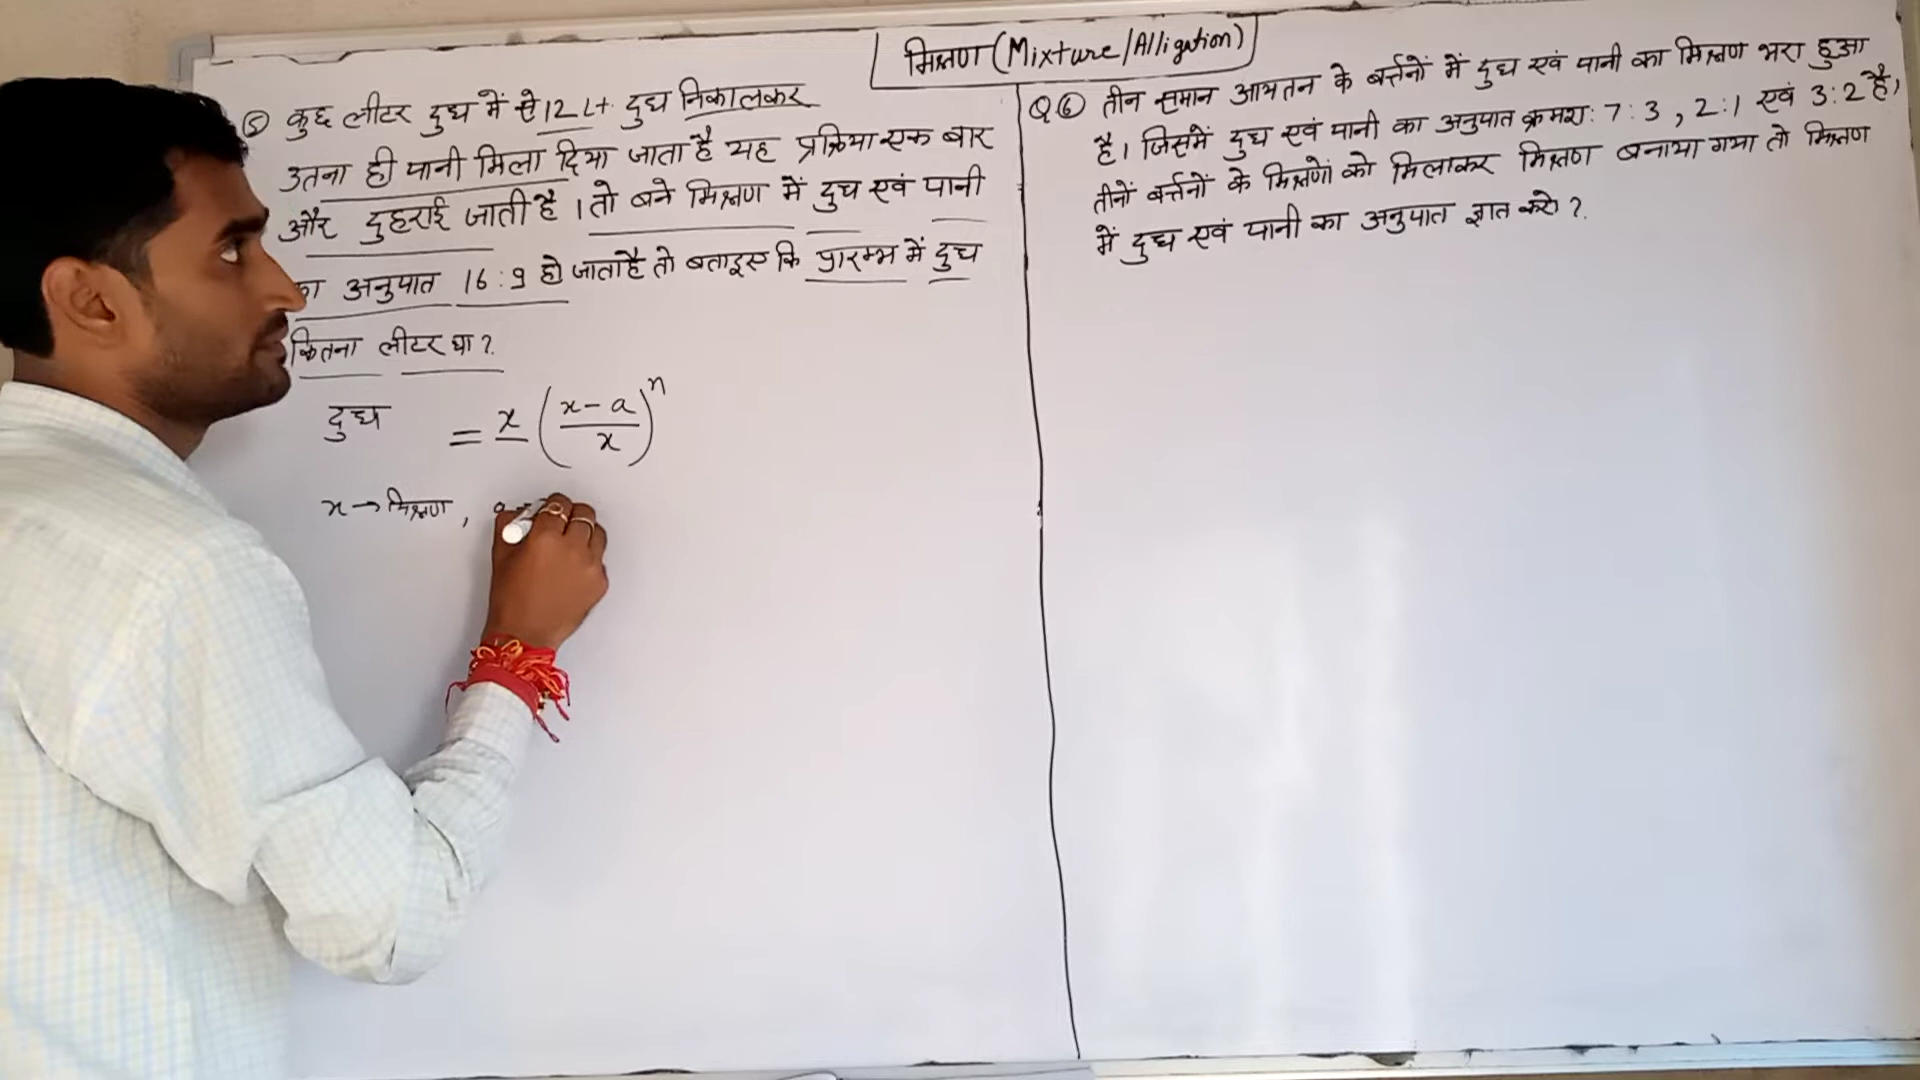 मिश्रण (Mixture/Alligation)
⑤ कुछ लीटर दुध में से 12 Lt. दुध निकालकर
उतना ही पानी मिला दिया जाता है यह प्रक्रिया एक बार
और दुहराई जाती है । तो बने मिश्रण में दुध एवं पानी
का अनुपात 16 : 9 हो जाता है तो बताइए कि प्रारम्भ में दुध
कितना लीटर था ?
दुध = x (x - a / x)^n
x → मिश्रण , a
Q ⑥ तीन समान आयतन के बर्त्तनों में दुध एवं पानी का मिश्रण भरा हुआ
है। जिसमें दुध एवं पानी का अनुपात क्रमश: 7 : 3 , 2 : 1 एवं 3 : 2 है।
तीनों बर्त्तनों के मिश्रणों को मिलाकर मिश्रण बनाया गया तो मिश्रण
में दुध एवं पानी का अनुपात ज्ञात करो ?